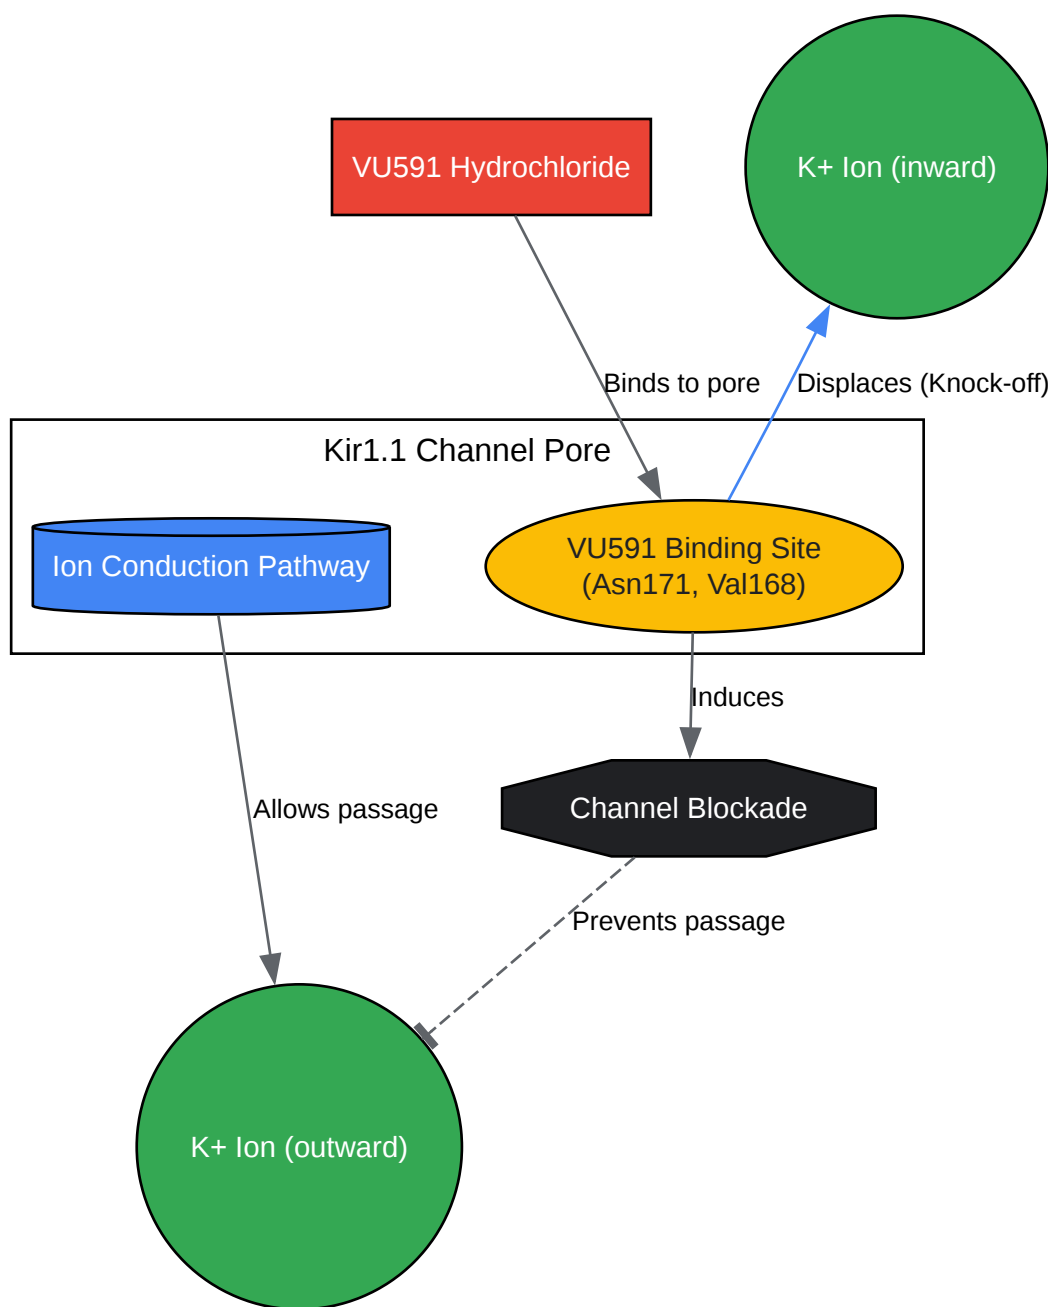 VU591 Hydrochloride
K+ Ion (inward)
Binds to pore
Displaces (Knock-off)
Kir1.1 Channel Pore
Ion Conduction Pathway
VU591 Binding Site
(Asn171, Val168)
Induces
Allows passage
Channel Blockade
Prevents passage
K+ Ion (outward)